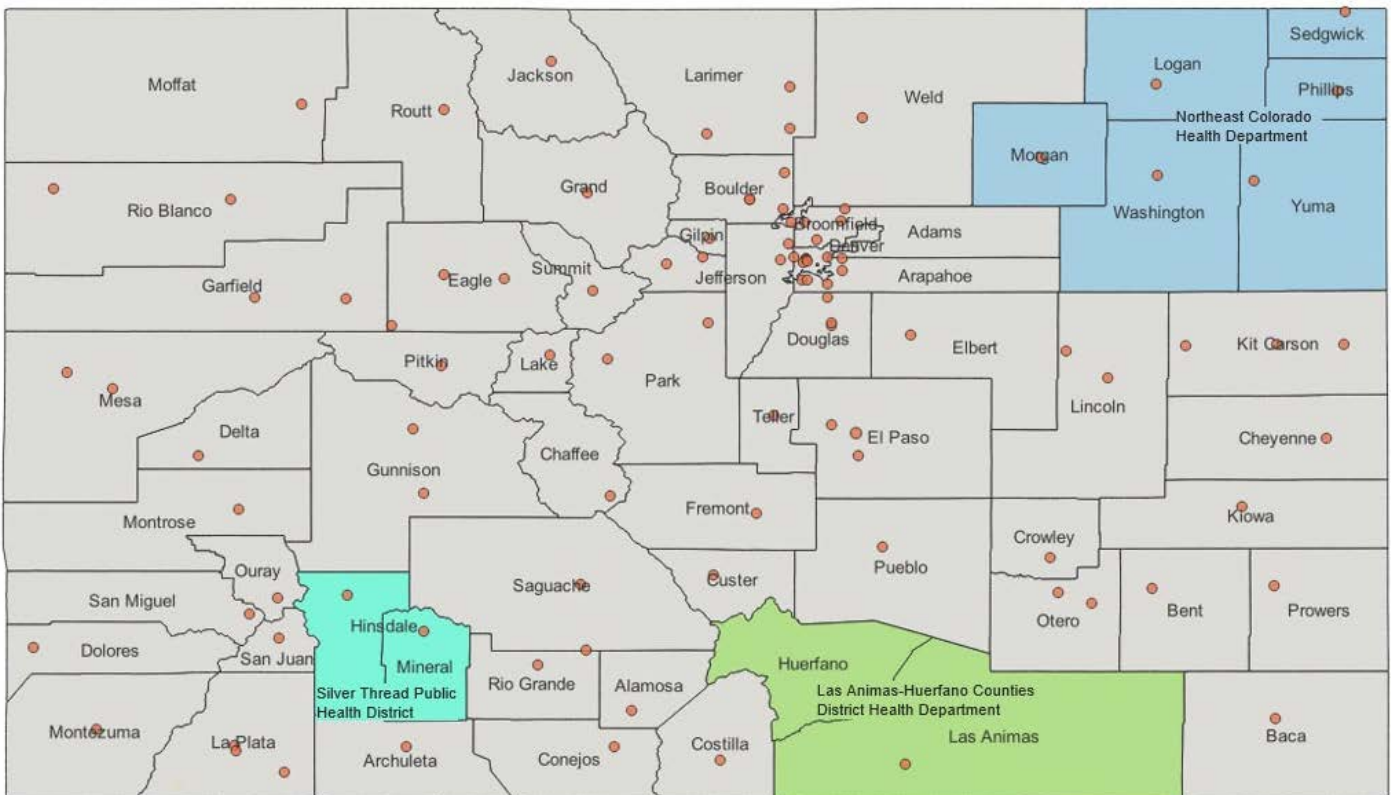 Sedgwick
Logan
Jackson
Larimer
Moffat
Phillips
Weld
Routt
Northeast Colorado
Health Department
Morgan
Grand
Boulder
Rio Blanco
Washington
Yuma
Broomfield
Gilpin
Adams
Denver
Summit
Eagle
Jefferson
Arapahoe
Garfield
Douglas
Elbert
Kit Carson
Pitkin
Lake
Park
Mesa
Lincoln
Teller
Delta
El Paso
Cheyenne
Chaffee
Gunnison
Fremont
Montrose
Kiowa
Crowley
Ouray
Pueblo
Saguache
Custer
San Miguel
Bent
Prowers
Otero
Hinsdale
Dolores
San Juan
Mineral
Huerfano
Rio Grande
Alamosa
Silver Thread Public
Health District
Las Animas-Huerfano Counties
District Health Department
Montezuma
La Plata
Costilla
Las Animas
Baca
Archuleta
Conejos